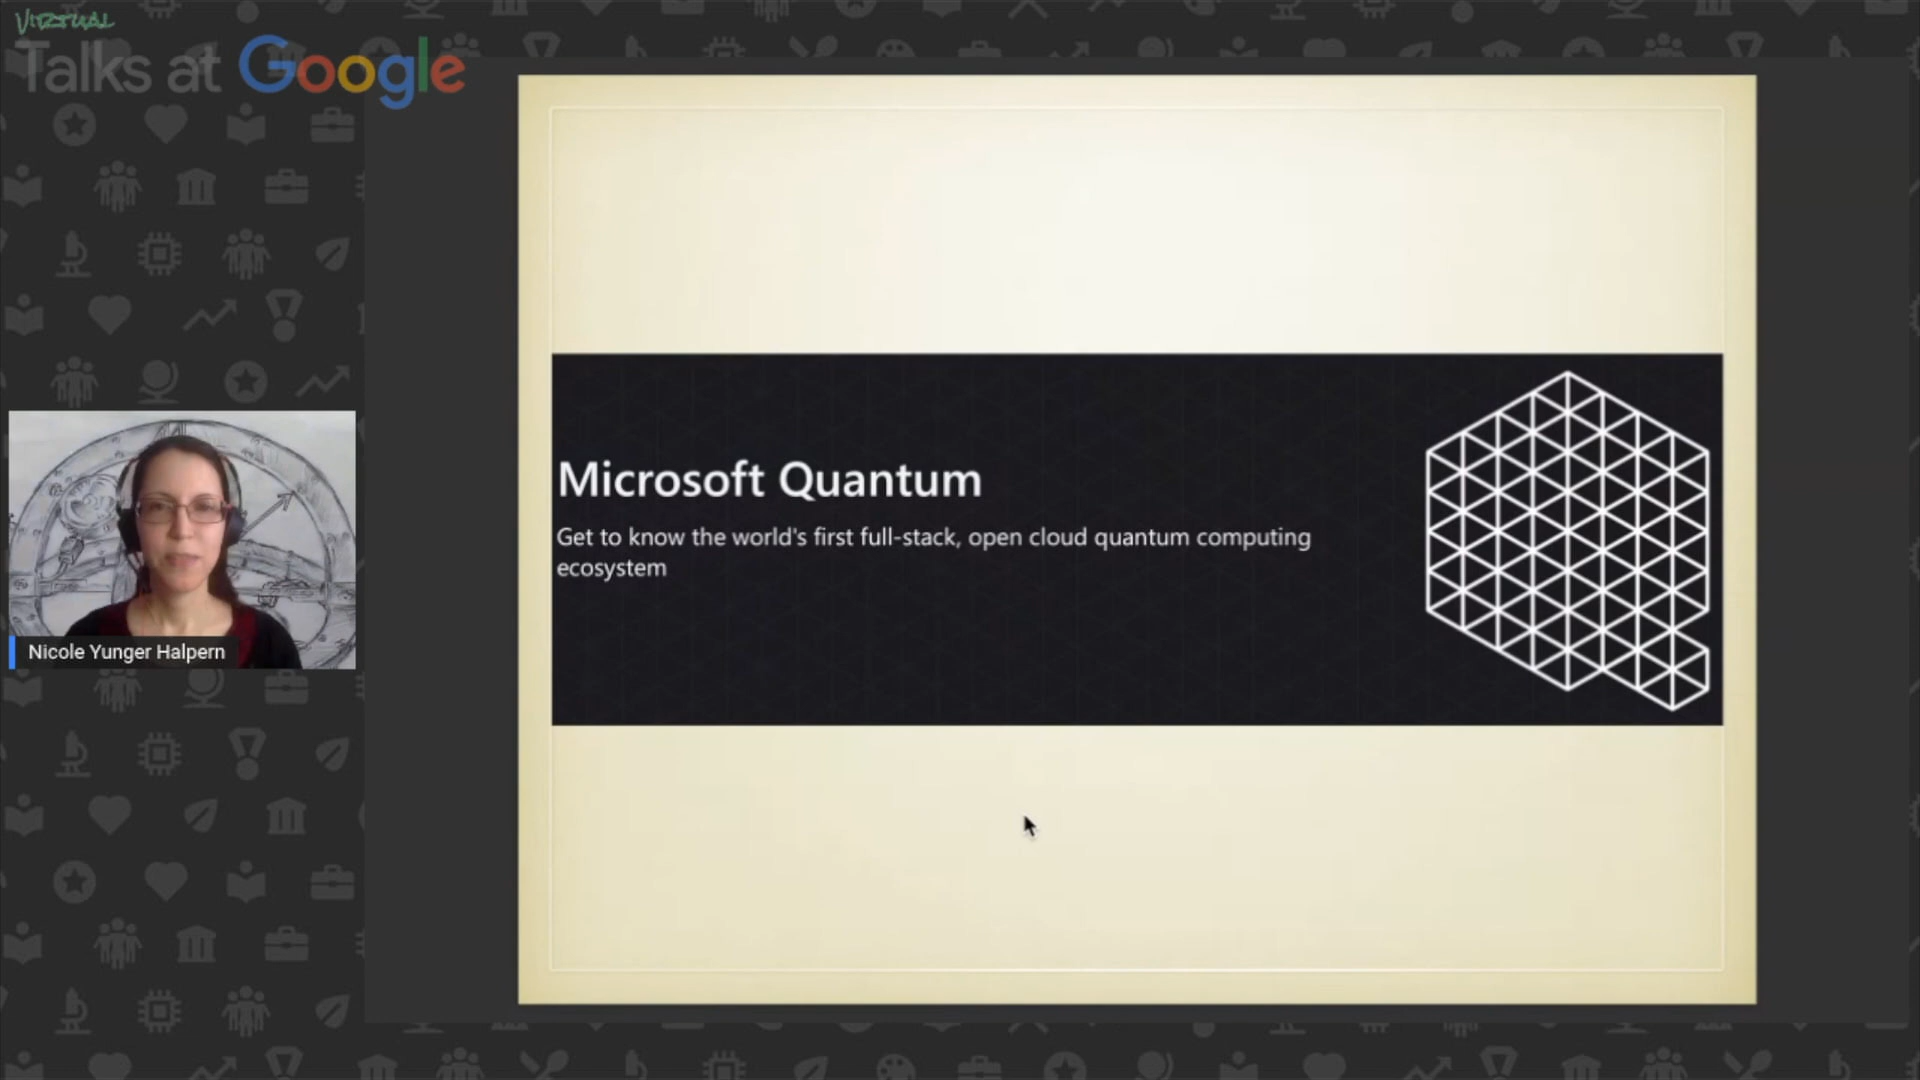 VIRTUAL
Talks at Google
Microsoft Quantum
Get to know the world's first full-stack, open cloud quantum computing
ecosystem
Nicole Yunger Halpern